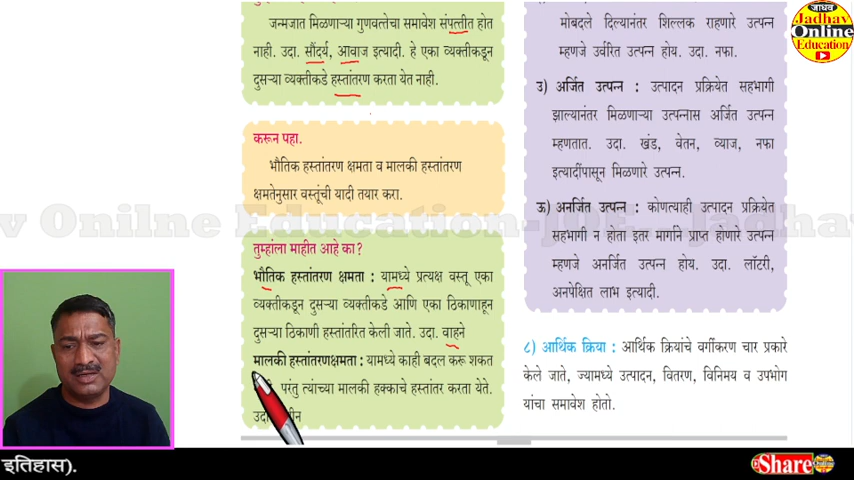 जन्मजात मिळणाऱ्या गुणवत्तेचा समावेश संपत्तीत होत
नाही. उदा. सौंदर्य, आवाज इत्यादी. हे एका व्यक्तीकडून
दुसऱ्या व्यक्तीकडे हस्तांतरण करता येत नाही.
करून पहा.
भौतिक हस्तांतरण क्षमता व मालकी हस्तांतरण
क्षमतेनुसार वस्तूंची यादी तयार करा.
तुम्हांला माहीत आहे का?
भौतिक हस्तांतरण क्षमता : यामध्ये प्रत्यक्ष वस्तू एका
व्यक्तीकडून दुसऱ्या व्यक्तीकडे आणि एका ठिकाणाहून
दुसऱ्या ठिकाणी हस्तांतरित केली जाते. उदा. वाहने
मालकी हस्तांतरणक्षमता : यामध्ये काही बदल करू शकत
परंतु त्यांच्या मालकी हक्काचे हस्तांतर करता येते.
उदा
मोबदले दिल्यानंतर शिल्लक राहणारे उत्पन्न
म्हणजे उर्वरित उत्पन्न होय. उदा. नफा.
उ) अर्जित उत्पन्न : उत्पादन प्रक्रियेत सहभागी
झाल्यानंतर मिळणाऱ्या उत्पन्नास अर्जित उत्पन्न
म्हणतात. उदा. खंड, वेतन, व्याज, नफा
इत्यादींपासून मिळणारे उत्पन्न.
ऊ) अनर्जित उत्पन्न : कोणत्याही उत्पादन प्रक्रियेत
सहभागी न होता इतर मार्गाने प्राप्त होणारे उत्पन्न
म्हणजे अनर्जित उत्पन्न होय. उदा. लॉटरी,
अनपेक्षित लाभ इत्यादी.
८) आर्थिक क्रिया : आर्थिक क्रियांचे वर्गीकरण चार प्रकारे
केले जाते, ज्यामध्ये उत्पादन, वितरण, विनिमय व उपभोग
यांचा समावेश होतो.
जाधव
Jadhav
Online
Education
Onilne Education-JOE
इतिहास).
Share